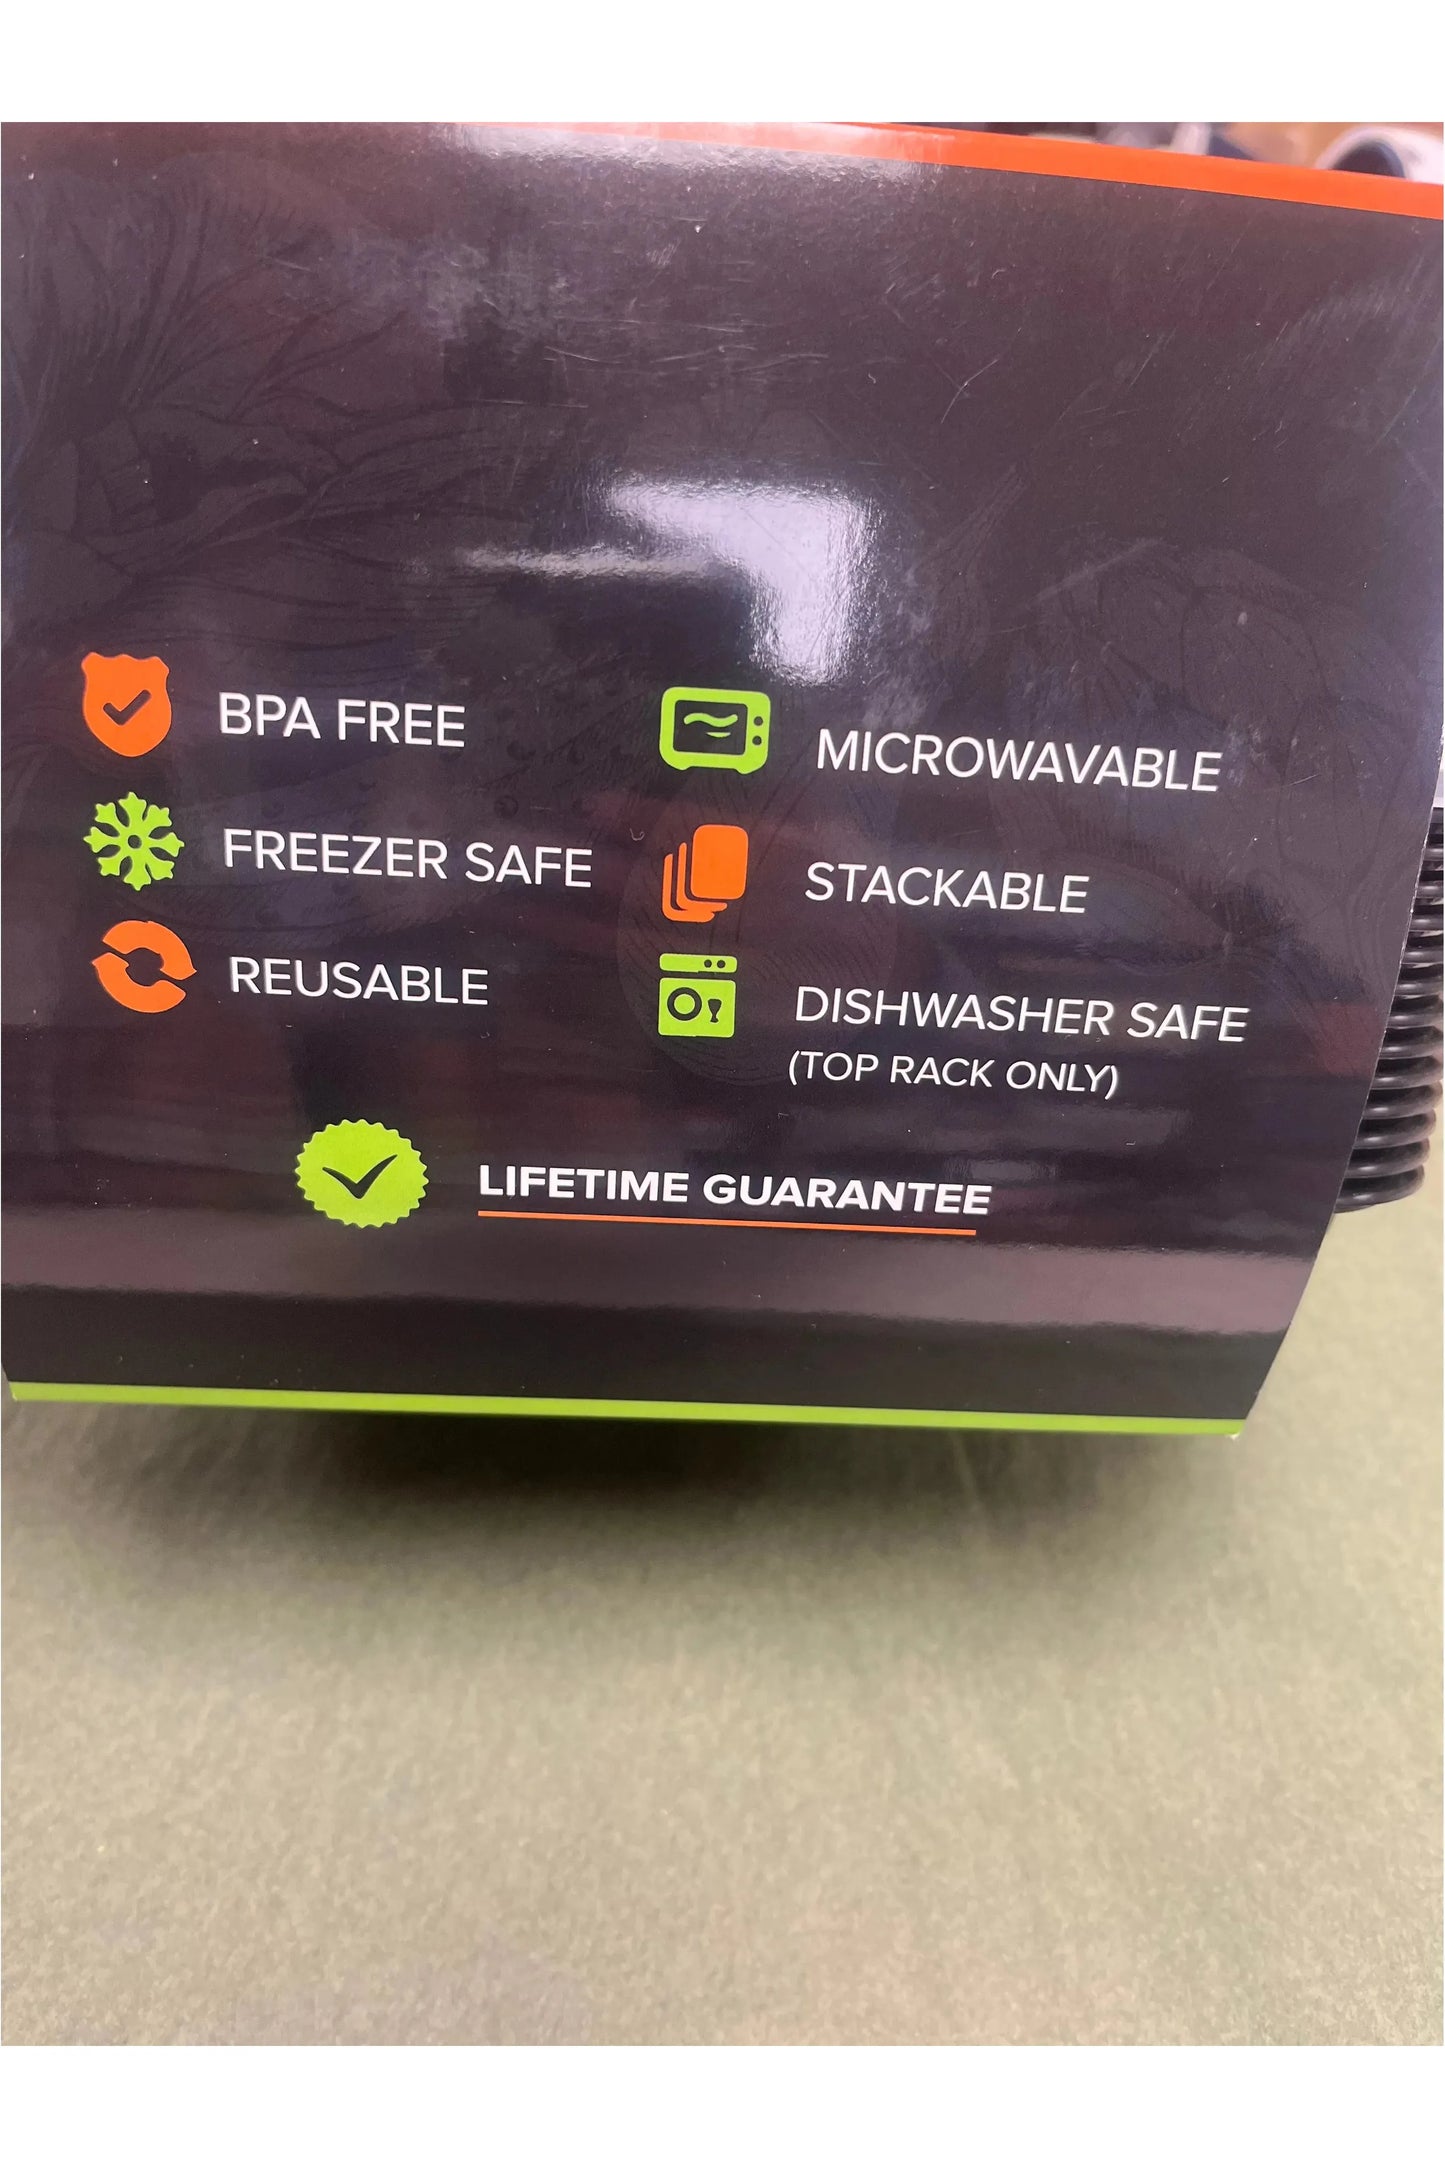 BPA FREE
MICROWAVABLE
FREEZER SAFE
STACKABLE
REUSABLE
DISHWASHER SAFE
(TOP RACK ONLY)
LIFETIME GUARANTEE